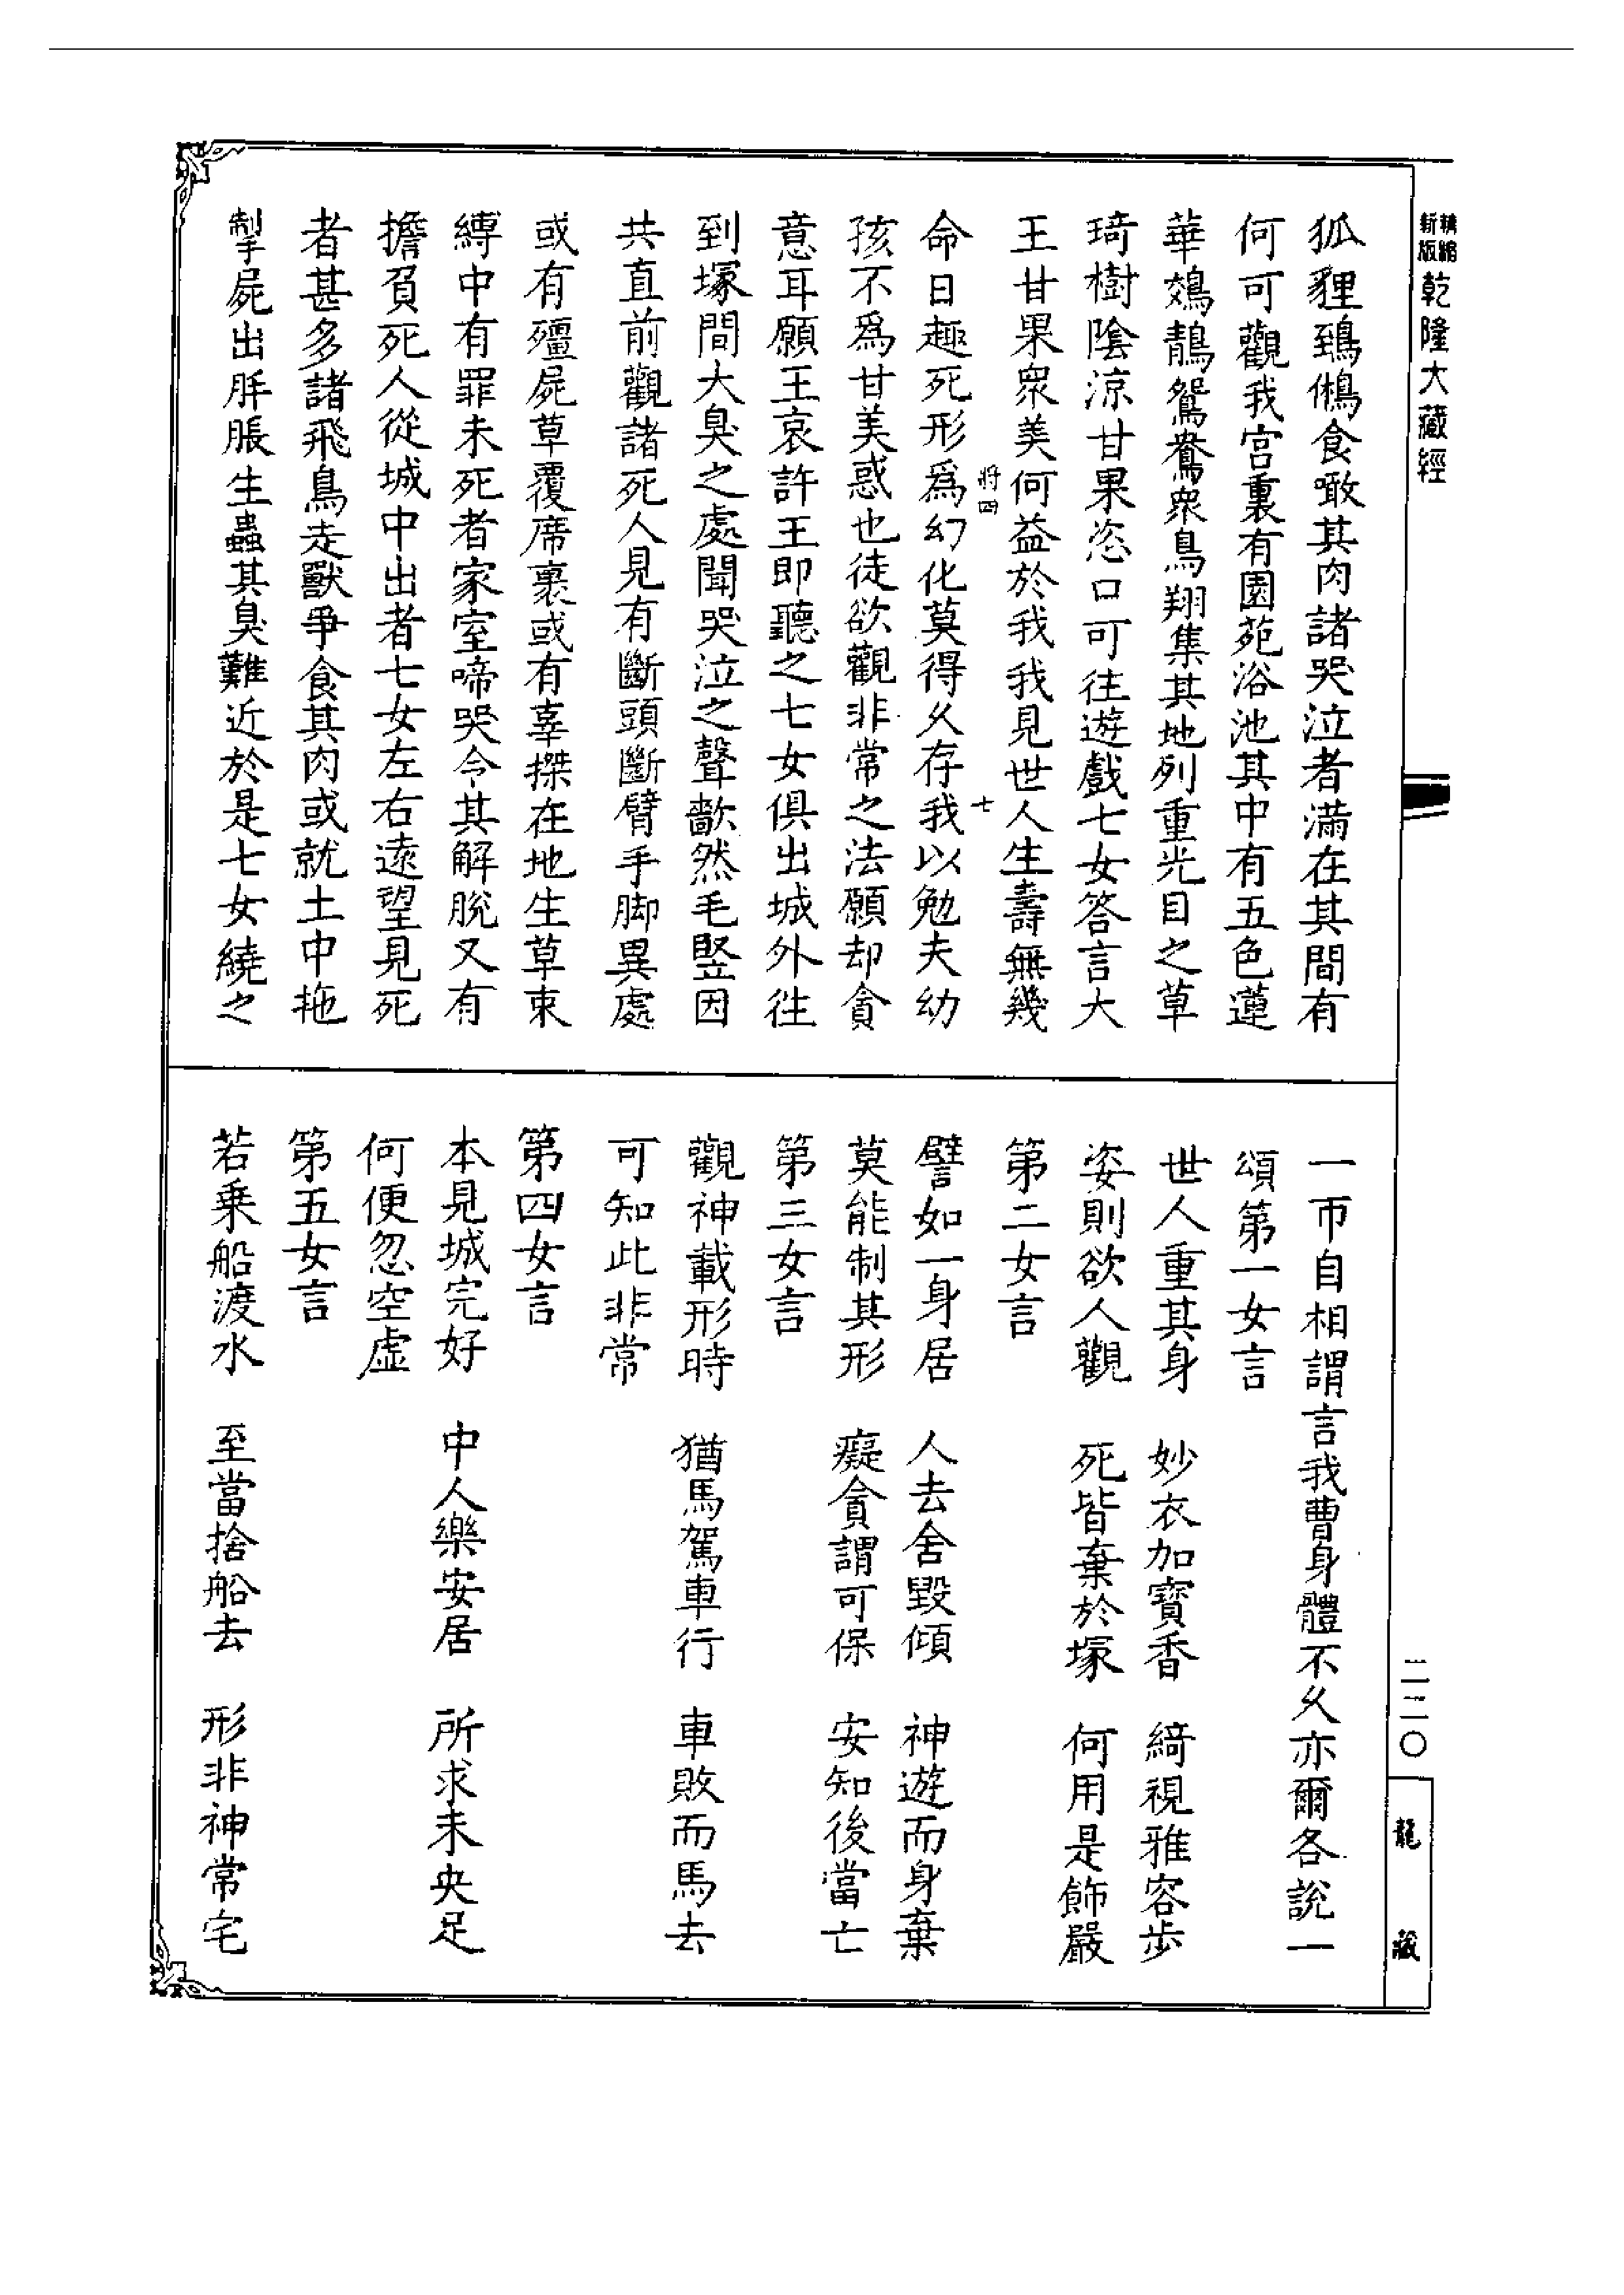 精縮
新版
乾隆大藏經
狐貍鵄鵂食噉其肉諸哭泣者滿在其間有
何可觀我宮裏有園苑浴池其中有五色蓮
華鵁鶄鴛鴦衆鳥翔集其地列重光目之草
琦樹陰涼甘果恣口可往遊戲七女答言大
王甘果衆美何益於我我見世人生壽無幾
將四
七
命日趣死形爲幻化莫得久存我以勉夫幼
孩不爲甘美惑也徒欲觀非常之法願却貪
意耳願王哀許王即聽之七女俱出城外往
到塚間大臭之處聞哭泣之聲歔然毛竪因
共直前觀諸死人見有斷頭斷臂手脚異處
或有殭屍草覆席裹或有辜磔在地生草束
縛中有罪未死者家室啼哭令其解脫又有
擔負死人從城中出者七女左右遠望見死
者甚多諸飛鳥走獸爭食其肉或就土中拖
掣屍出胮脹生蟲其臭難近於是七女繞之
一帀自相謂言我曹身體不久亦爾各說一
頌第一女言
世人重其身　妙衣加寶香　綺視雅容步
姿則欲人觀　死皆棄於塚　何用是飾嚴
第二女言
譬如一身居　人去舍毀傾　神遊而身棄
莫能制其形　癡貪謂可保　安知後當亡
第三女言
觀神載形時　猶馬駕車行　車敗而馬去
可知此非常
第四女言
本見城完好　中人樂安居　所求未央足
何便忽空虛
第五女言
若乘船渡水　至當捨船去　形非神常宅
二二〇
龍藏